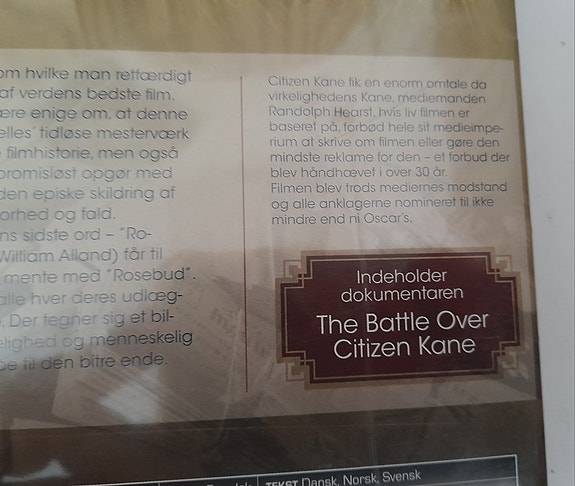 om hvilke man retfærdigt
af verdens bedste film.
ære enige om, at denne
elles' tidløse mesterværk
filmhistorie, men også
promisløst opgør med
den episke skildring af
orhed og fald.
ns sidste ord – "Ro-
William Alland) får til
mente med "Rosebud".
alle hver deres udlæg-
. Der tegner sig et bil-
elighed og menneskelig
be til den bitre ende.
Citizen Kane fik en enorm omtale da
virkelighedens Kane, mediemanden
Randolph Hearst, hvis liv filmen er
baseret på, forbød hele sit medieimpe-
rium at skrive om filmen eller gøre den
mindste reklame for den – et forbud der
blev håndhævet i over 30 år.
Filmen blev trods mediernes modstand
og alle anklagerne nomineret til ikke
mindre end ni Oscar's.
Indeholder
dokumentaren
The Battle Over
Citizen Kane
TEKST Dansk, Norsk, Svensk